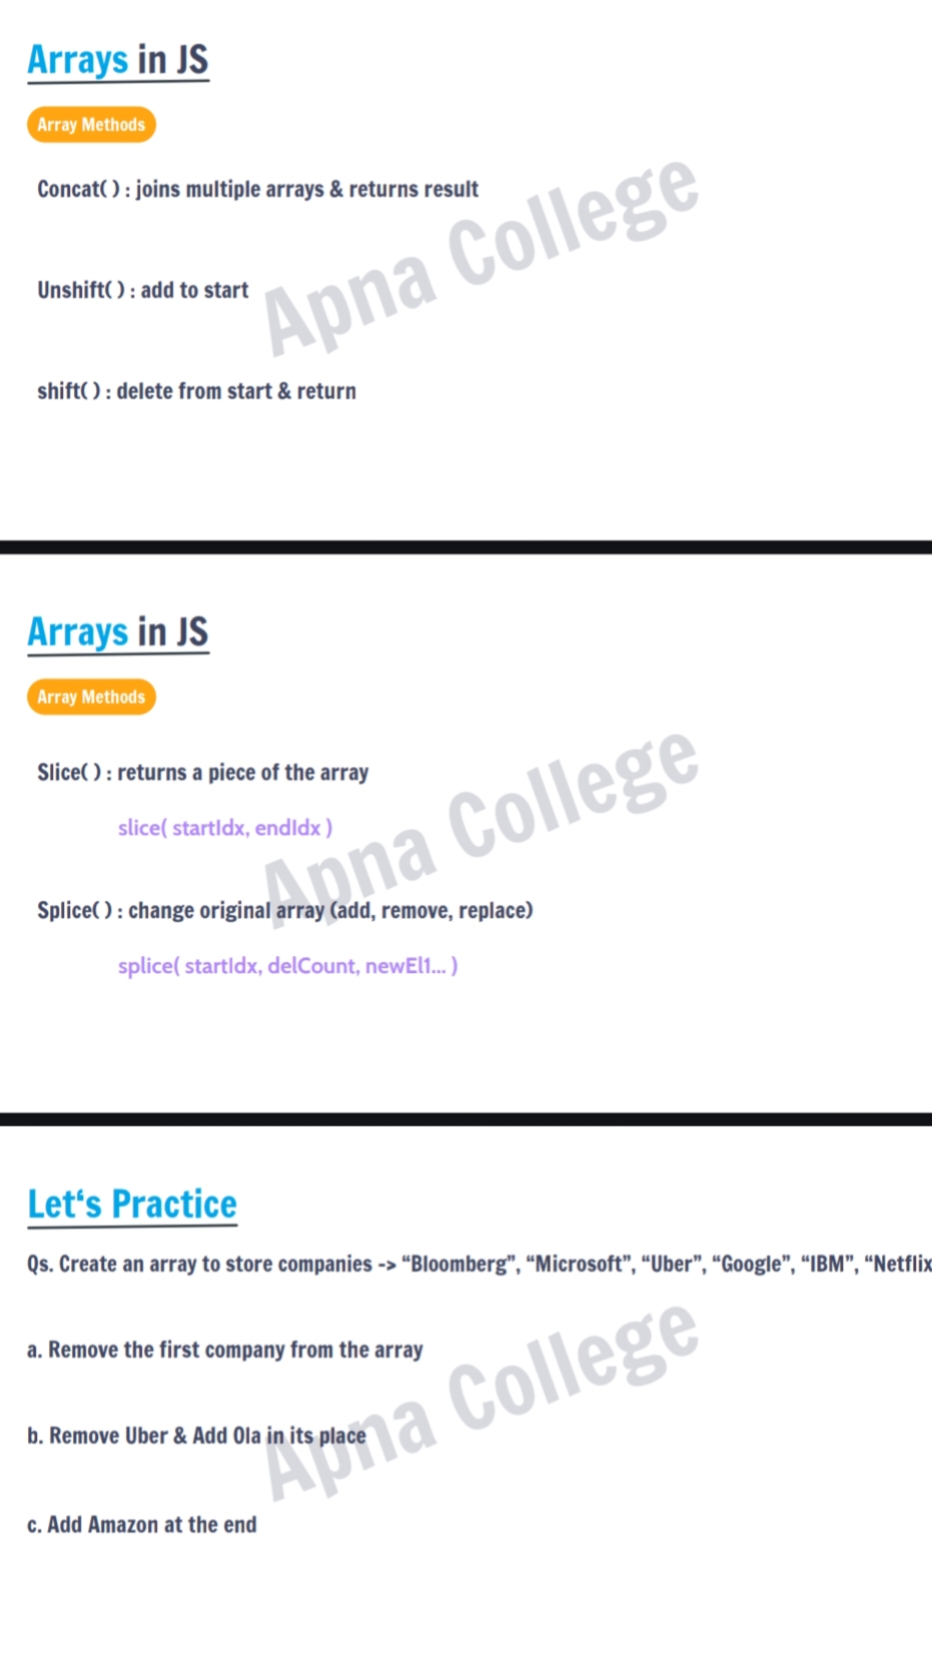 Arrays in JS
Array Methods
Concat( ) : joins multiple arrays & returns result
Unshift( ) : add to start
shift( ) : delete from start & return
Apna College
Arrays in JS
Array Methods
Slice( ) : returns a piece of the array
slice( startIdx, endIdx )
Splice( ) : change original array (add, remove, replace)
splice( startIdx, delCount, newEl1... )
Apna College
Let‘s Practice
Qs. Create an array to store companies -> “Bloomberg”, “Microsoft”, “Uber”, “Google”, “IBM”, “Netflix
a. Remove the first company from the array
b. Remove Uber & Add Ola in its place
c. Add Amazon at the end
Apna College